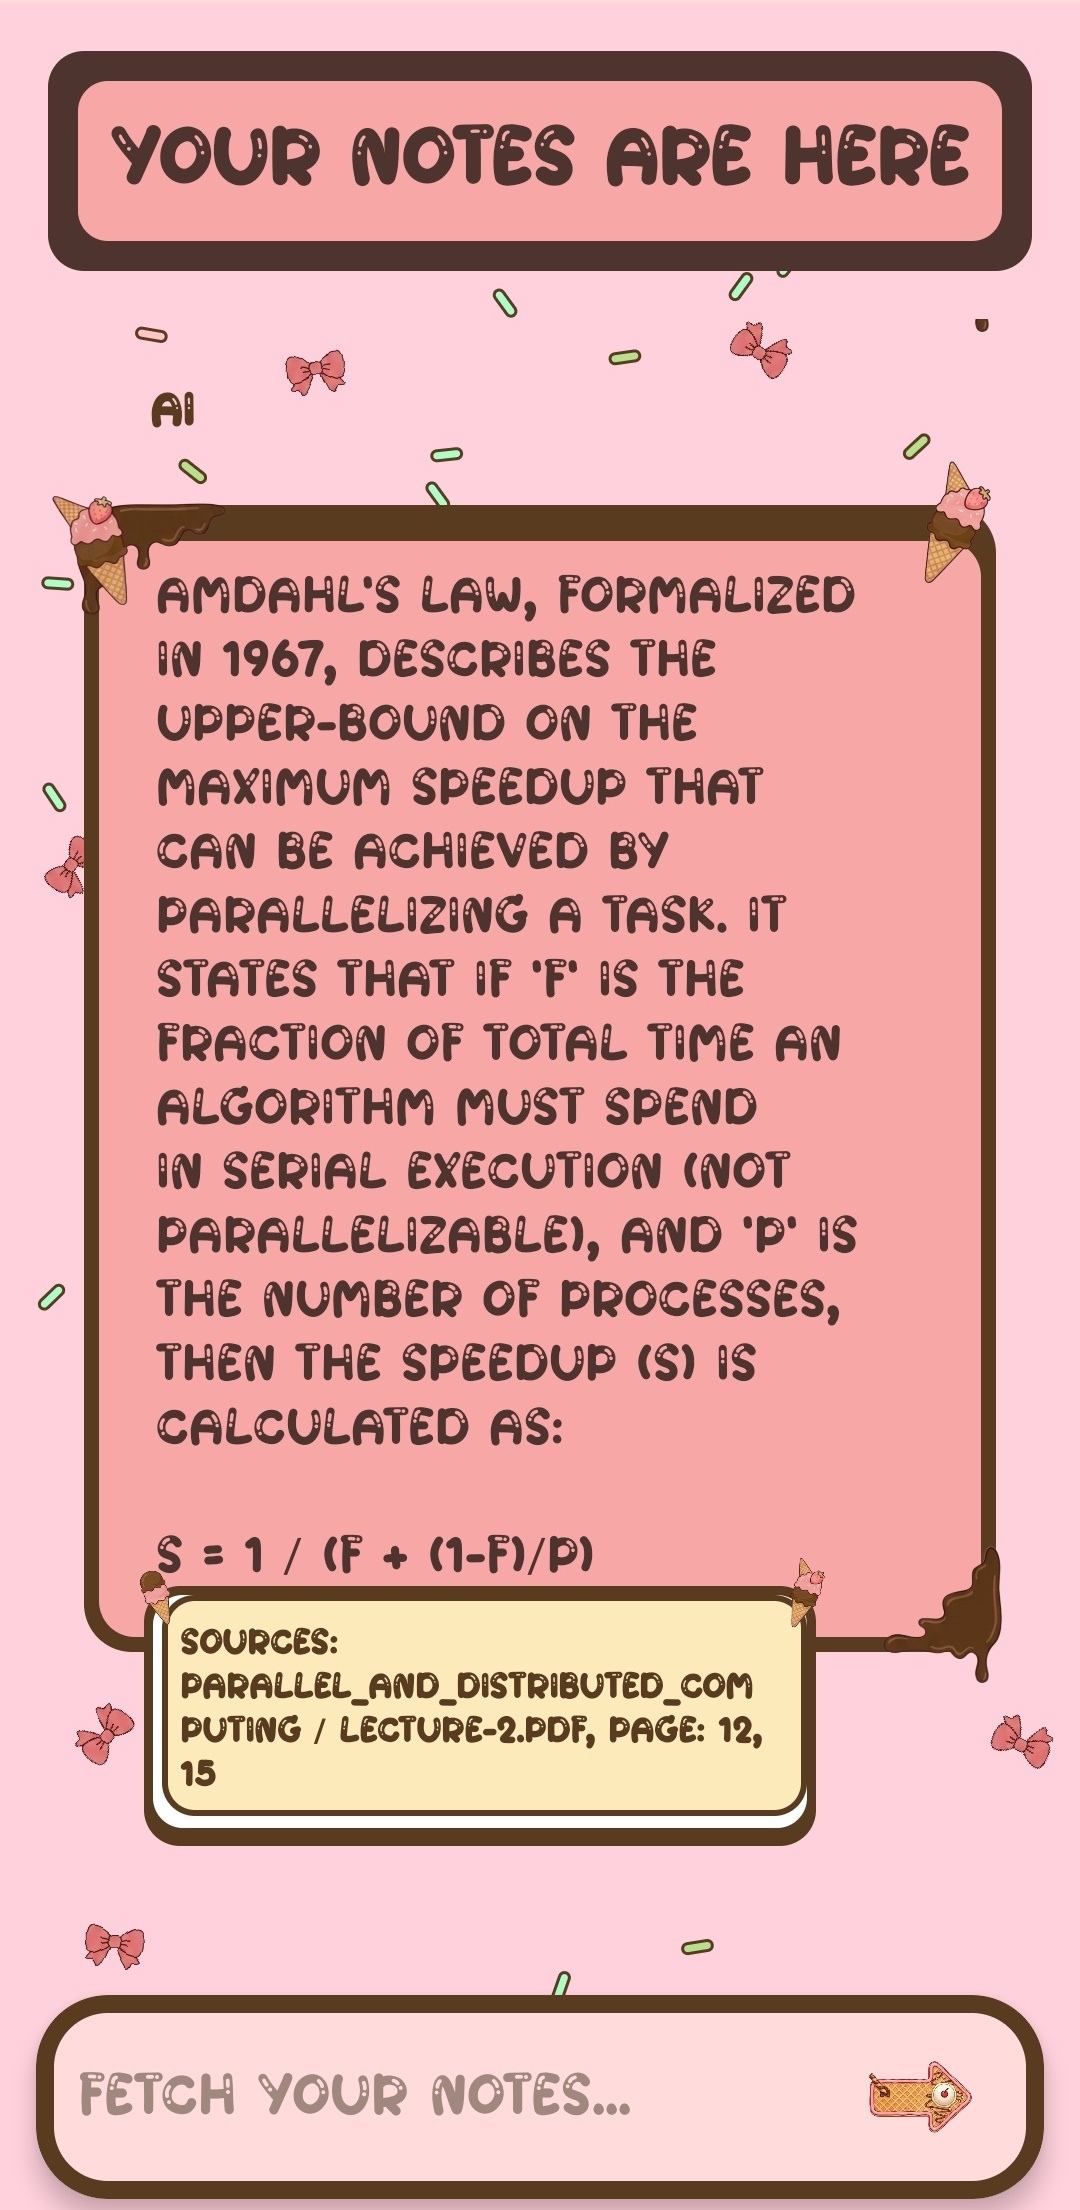 YOUR NOTES ARE HERE
AI
AMDAHL'S LAW, FORMALIZED
IN 1967, DESCRIBES THE
UPPER-BOUND ON THE
MAXIMUM SPEEDUP THAT
CAN BE ACHIEVED BY
PARALLELIZING A TASK. IT
STATES THAT IF 'F' IS THE
FRACTION OF TOTAL TIME AN
ALGORITHM MUST SPEND
IN SERIAL EXECUTION (NOT
PARALLELIZABLE), AND 'P' IS
THE NUMBER OF PROCESSES,
THEN THE SPEEDUP (S) IS
CALCULATED AS:
S = 1 / (F + (1-F)/P)
SOURCES:
PARALLEL_AND_DISTRIBUTED_COM
PUTING / LECTURE-2.PDF, PAGE: 12,
15
FETCH YOUR NOTES...